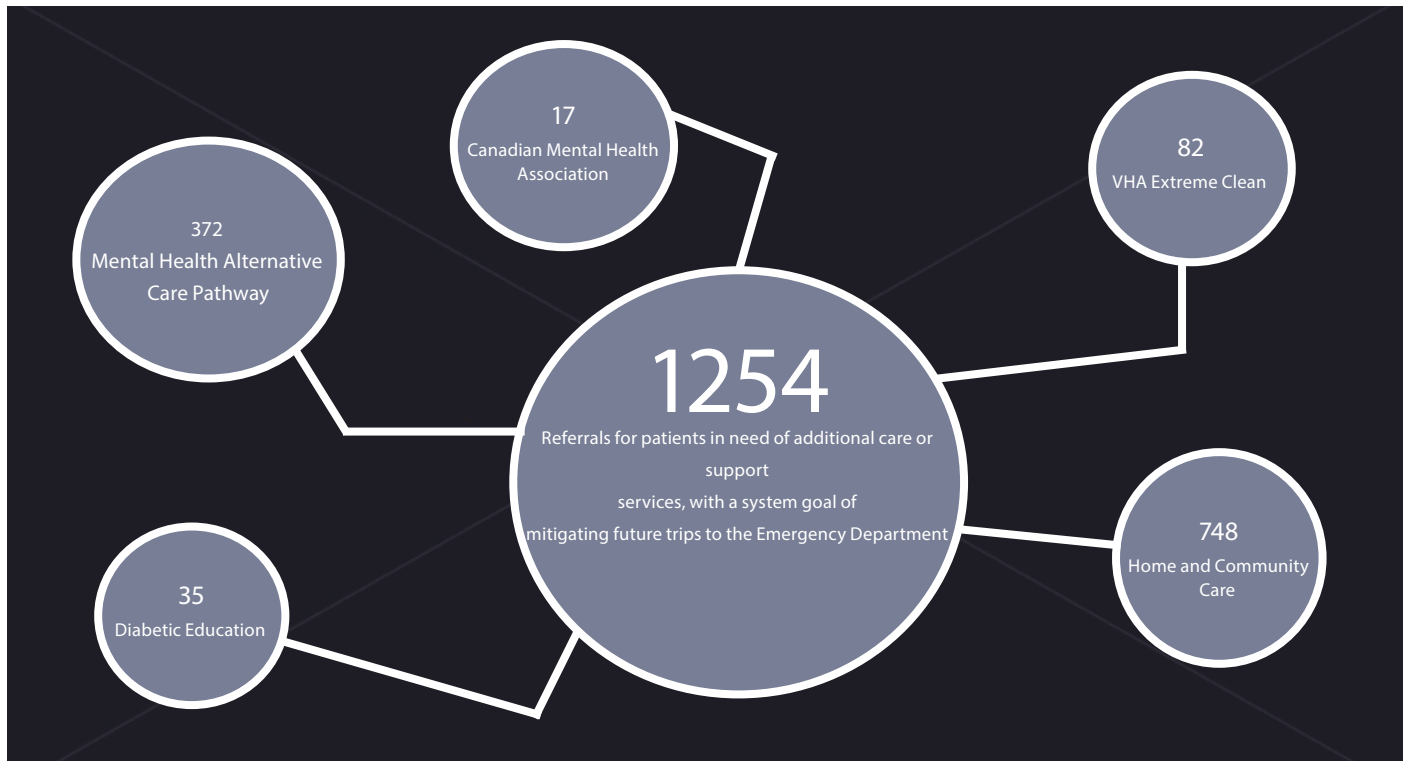 17
Canadian Mental Health
Association
82
VHA Extreme Clean
372
Mental Health Alternative
Care Pathway
1254
Referrals for patients in need of additional care or
support
services, with a system goal of
mitigating future trips to the Emergency Department
748
Home and Community
Care
35
Diabetic Education